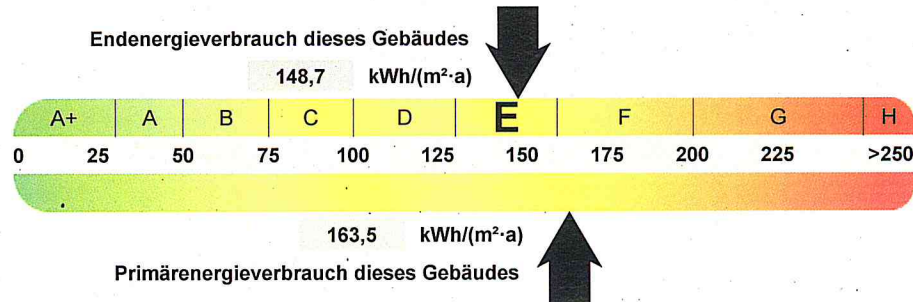 Endenergieverbrauch dieses Gebäudes
148,7 kWh/(m²·a)
A+ A B C D E F G H
0 25 50 75 100 125 150 175 200 225 >250
163,5 kWh/(m²·a)
Primärenergieverbrauch dieses Gebäudes